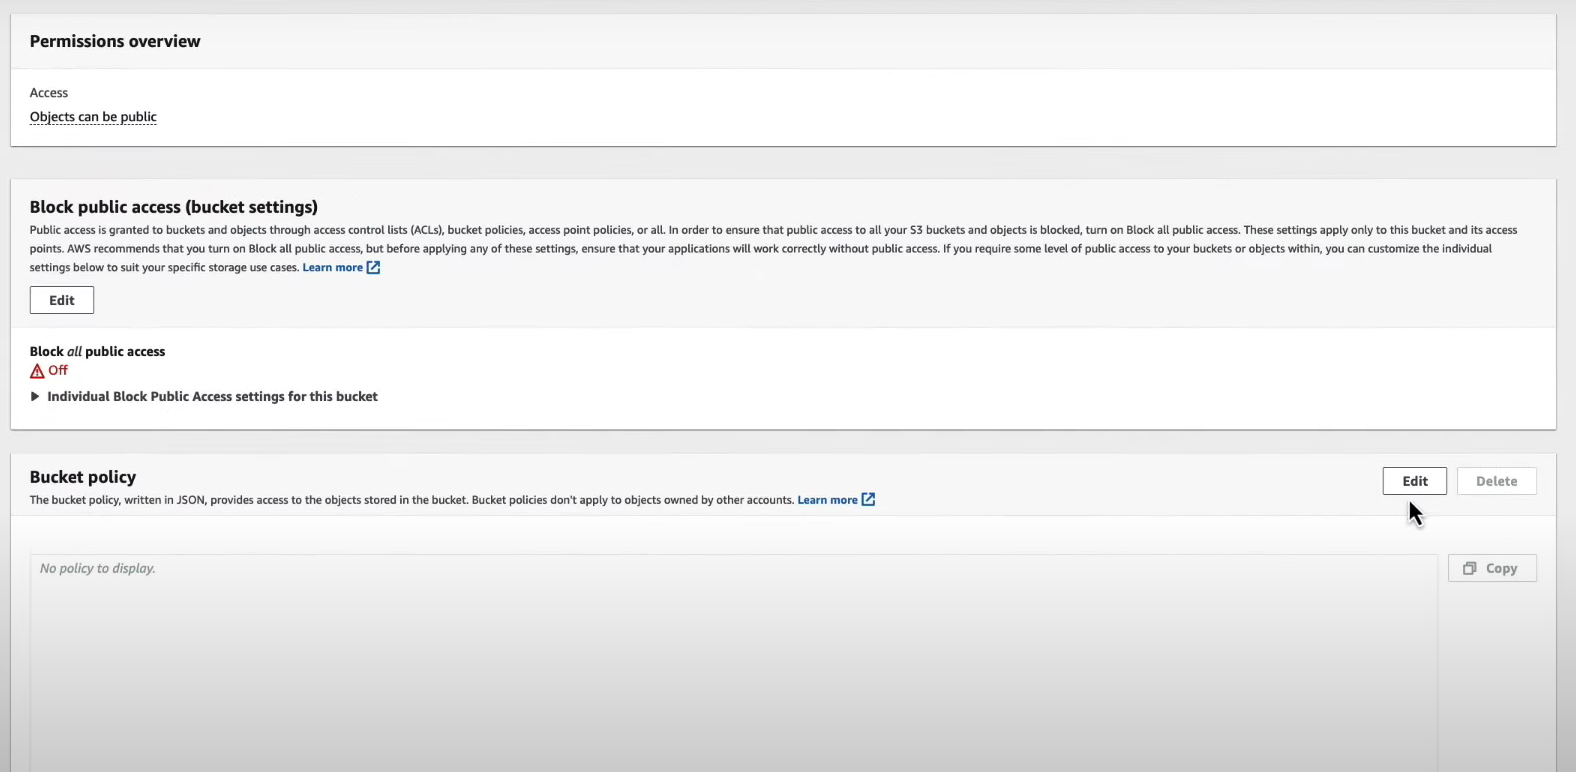 Permissions overview
Access
Objects can be public
Block public access (bucket settings)
Public access is granted to buckets and objects through access control lists (ACLs), bucket policies, access point policies, or all. In order to ensure that public access to all your S3 buckets and objects is blocked, turn on Block all public access. These settings apply only to this bucket and its access
points. AWS recommends that you turn on Block all public access, but before applying any of these settings, ensure that your applications will work correctly without public access. If you require some level of public access to your buckets or objects within, you can customize the individual
settings below to suit your specific storage use cases. Learn more
Edit
Block all public access
Off
Individual Block Public Access settings for this bucket
Bucket policy
Edit
Delete
The bucket policy, written in JSON, provides access to the objects stored in the bucket. Bucket policies don't apply to objects owned by other accounts. Learn more
No policy to display.
Copy